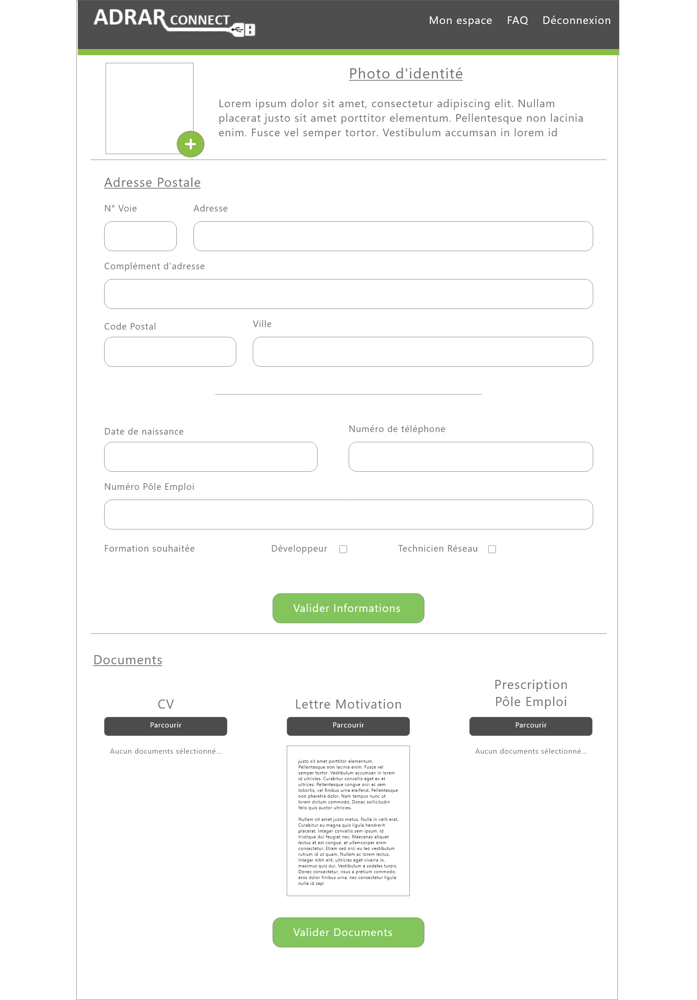 ADRAR CONNECT
Mon espace FAQ Déconnexion
Photo d'identité
Lorem ipsum dolor sit amet, consectetur adipiscing elit. Nullam
placerat justo sit amet porttitor elementum. Pellentesque non lacinia
enim. Fusce vel semper tortor. Vestibulum accumsan in lorem id
Adresse Postale
N° Voie Adresse
Complément d'adresse
Code Postal Ville
Date de naissance Numéro de téléphone
Numéro Pôle Emploi
Formation souhaitée Développeur Technicien Réseau
Valider Informations
Documents
CV
Parcourir
Aucun documents sélectionné...
Lettre Motivation
Parcourir
justo sit amet porttitor elementum.
Pellentesque non lacinia enim. Fusce vel
semper tortor. Vestibulum accumsan in lorem
id ultricies. Curabitur convallis eget ex et
ultrices. Pellentesque congue orci ac sem
lobortis, vel finibus urna eleifend. Pellentesque
non pharetra dolor. Nam tempus nunc ut
lorem dictum commodo. Donec sollicitudin
felis quis auctor ultricies.
Nullam sit amet justo metus. Nulla in velit erat.
Curabitur eu magna quis ligula hendrerit
placerat. Integer convallis sem ipsum, id
tristique dui feugiat nec. Maecenas aliquet
lectus at est congue, at ullamcorper enim
consectetur. Etiam sed orci eu leo vestibulum
rutrum id ut quam. Nullam ac lorem lectus.
Integer nibh elit, ultricies eget viverra in,
maximus quis dui. Vestibulum a sodales turpis.
Donec consectetur, risus a pretium commodo,
eros dolor finibus urna, nec consectetur ligula
nulla id sapi
Prescription
Pôle Emploi
Parcourir
Aucun documents sélectionné...
Valider Documents